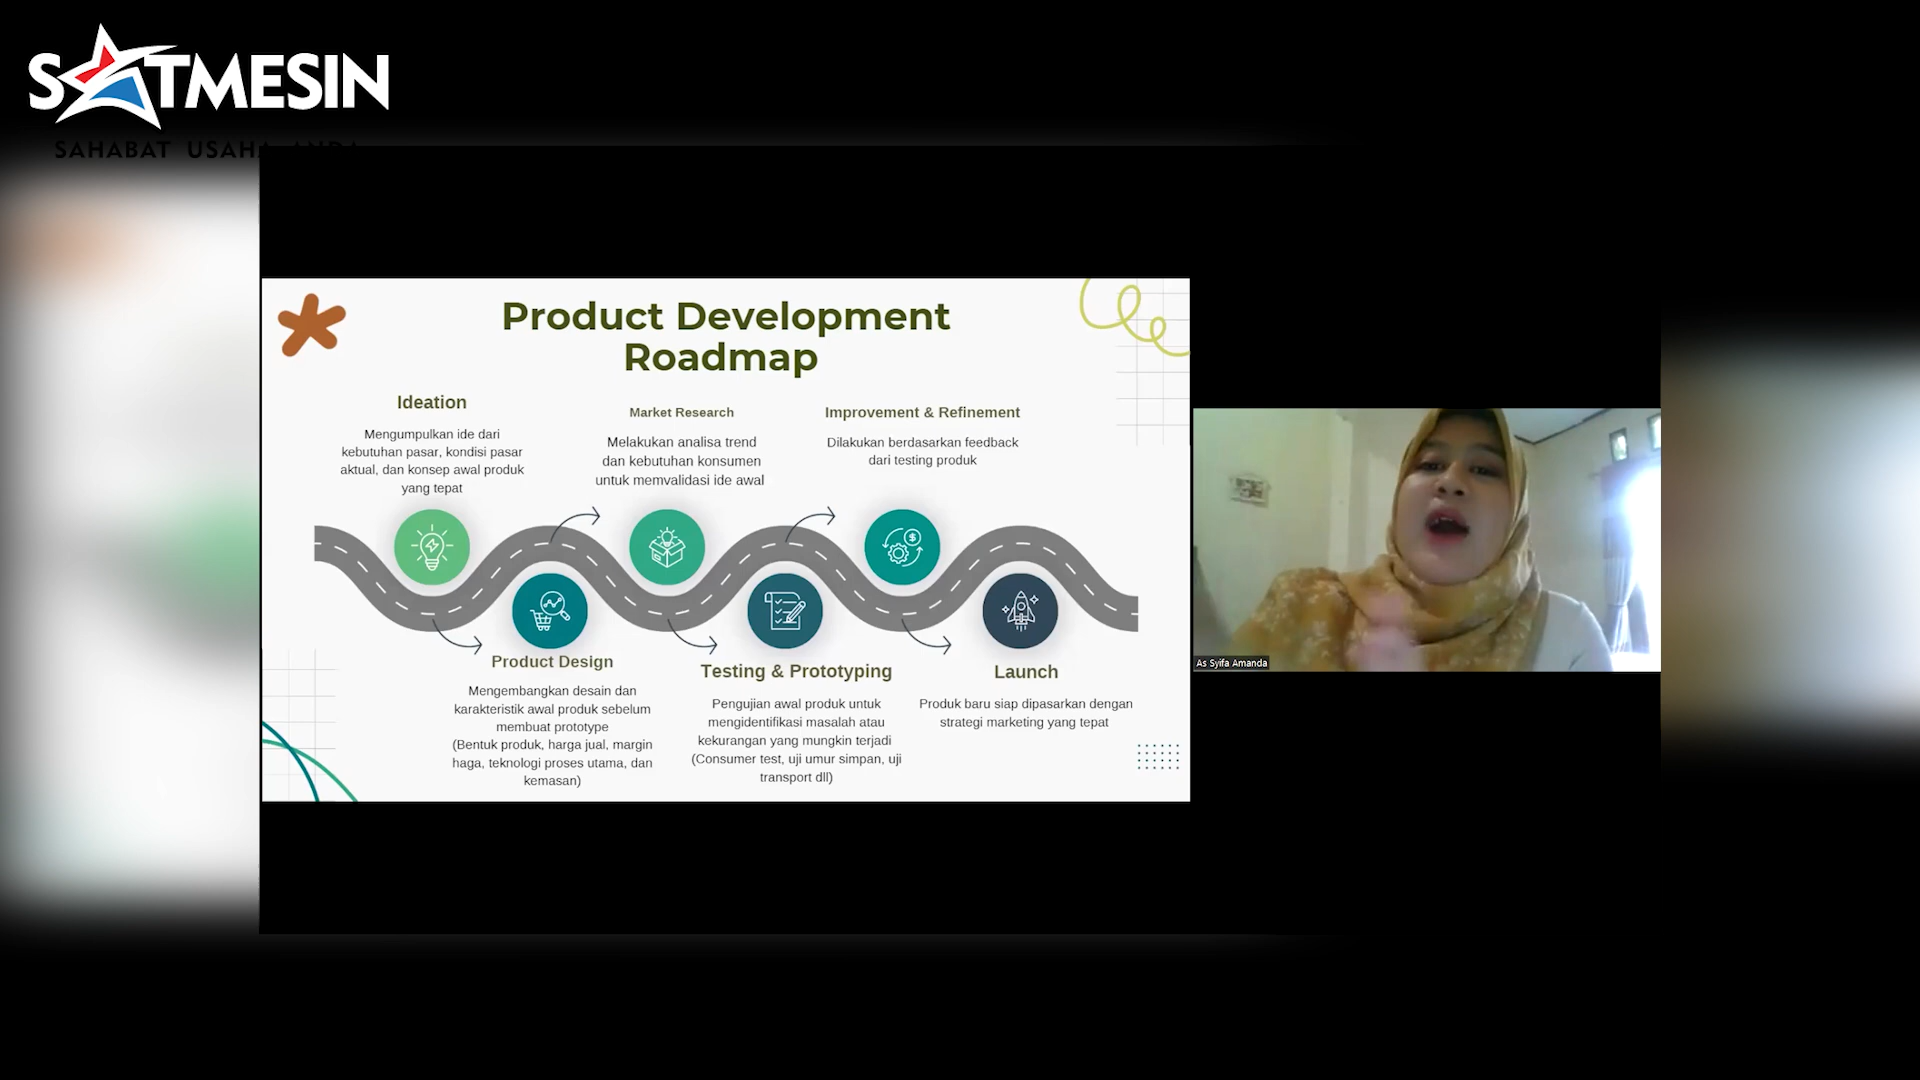 SATMESIN
SAHABAT USAHA ANDA
Product Development
Roadmap
Ideation
Mengumpulkan ide dari
kebutuhan pasar, kondisi pasar
aktual, dan konsep awal produk
yang tepat
Product Design
Mengembangkan desain dan
karakteristik awal produk sebelum
membuat prototype
(Bentuk produk, harga jual, margin
haga, teknologi proses utama, dan
kemasan)
Market Research
Melakukan analisa trend
dan kebutuhan konsumen
untuk memvalidasi ide awal
Testing & Prototyping
Pengujian awal produk untuk
mengidentifikasi masalah atau
kekurangan yang mungkin terjadi
(Consumer test, uji umur simpan, uji
transport dll)
Improvement & Refinement
Dilakukan berdasarkan feedback
dari testing produk
Launch
Produk baru siap dipasarkan dengan
strategi marketing yang tepat
As Syifa Amanda